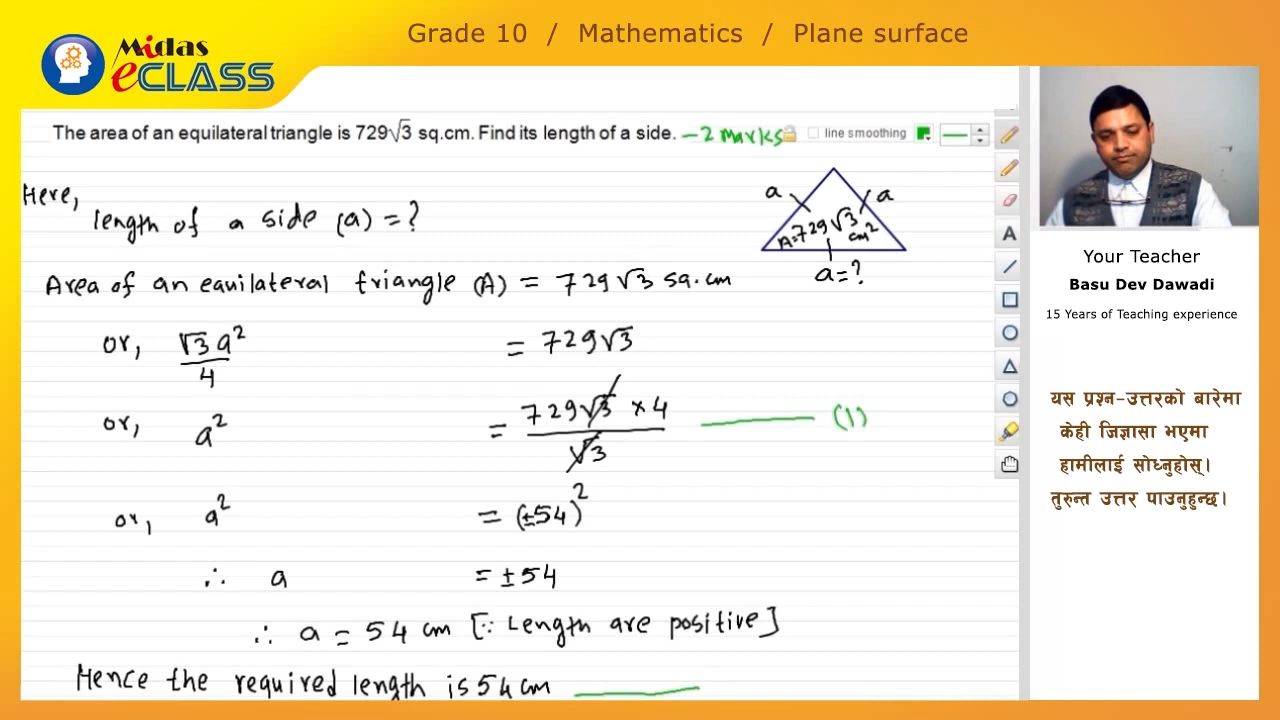 Grade 10 / Mathematics / Plane surface
Midas
eCLASS
The area of an equilateral triangle is 729√3 sq.cm. Find its length of a side. – 2 marks
line smoothing
Here,
length of a side (a) = ?
a
a
A=729√3
cm²
a = ?
Area of an equilateral triangle (A) = 729√3 sq.cm
or, √3 a²/4 = 729√3
or, a² = 729√3 × 4/√3 (1)
or, a² = (±54)²
∴ a = ±54
∴ a = 54 cm [∵ Length are positive]
Hence the required length is 54 cm
A
Your Teacher
Basu Dev Dawadi
15 Years of Teaching experience
यस प्रश्न-उत्तरको बारेमा
केही जिज्ञासा भएमा
हामीलाई सोध्नुहोस्।
तुरुन्त उत्तर पाउनुहुन्छ।